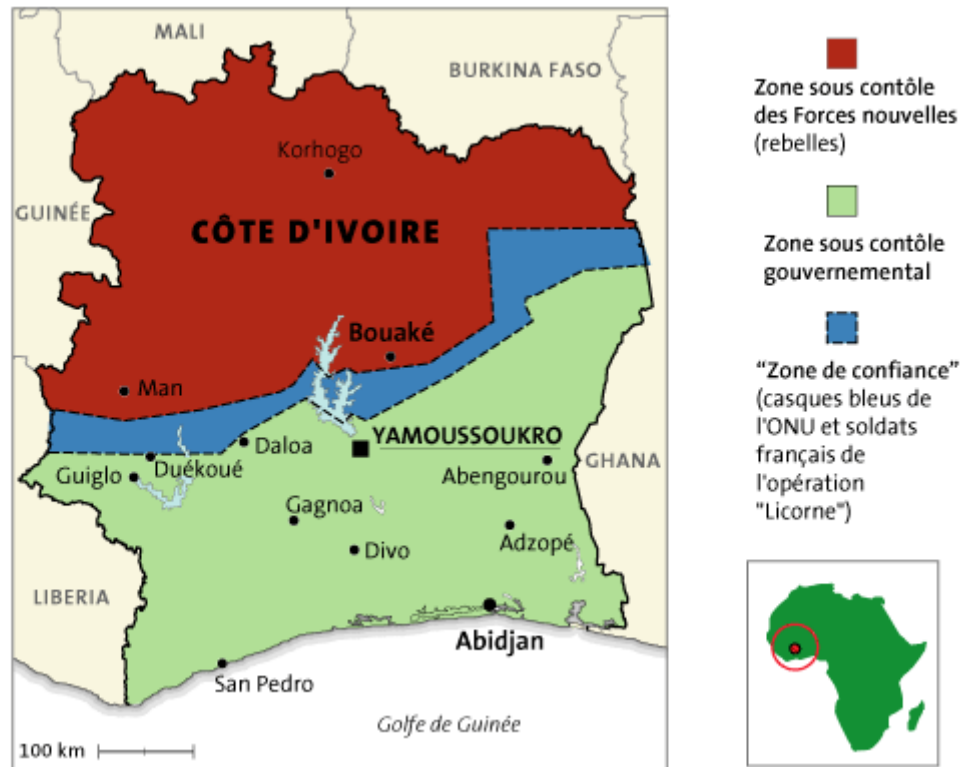 MALI
BURKINA FASO
Korhogo
GUINÉE
CÔTE D'IVOIRE
Bouaké
Man
YAMOUSSOUKRO
Daloa
Duékoué
Guiglo
Abengourou
GHANA
Gagnoa
Adzopé
Divo
LIBERIA
Abidjan
San Pedro
Golfe de Guinée
100 km
Zone sous contôle
des Forces nouvelles
(rebelles)
Zone sous contôle
gouvernemental
“Zone de confiance”
(casques bleus de
l'ONU et soldats
français de
l'opération
"Licorne")